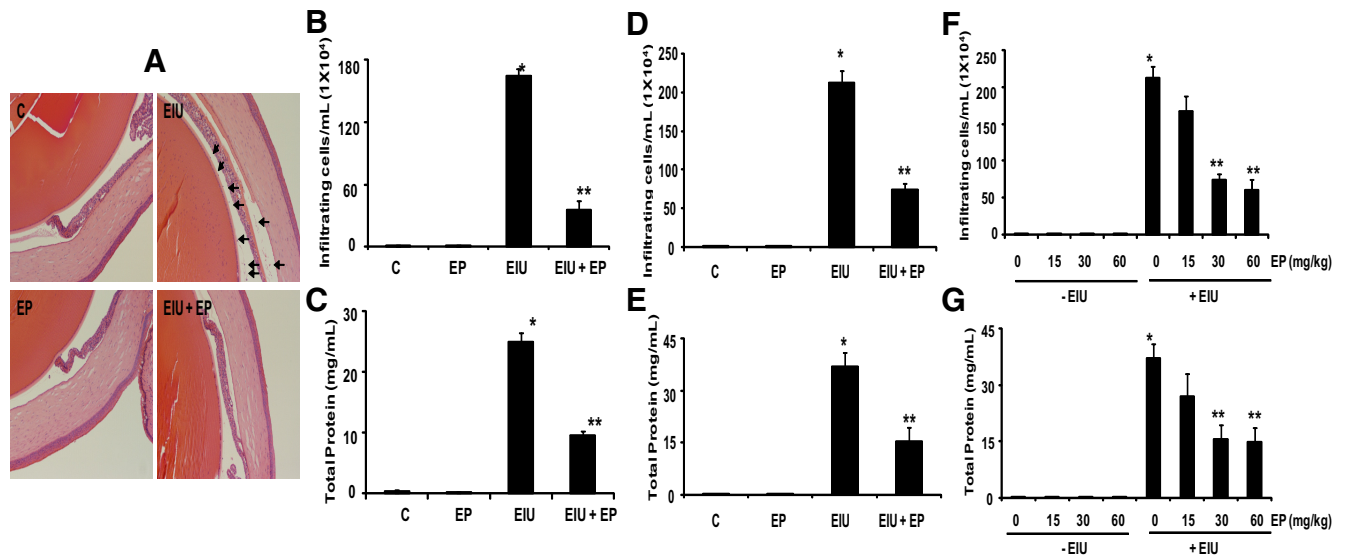 A
C
EIU
EP
EIU + EP
B
Infiltrating cells/mL (1X10⁴)
180
120
60
0
*
**
C EP EIU EIU + EP
C
Total Protein (mg/mL)
30
20
10
0
*
**
C EP EIU EIU + EP
D
Infiltrating cells/mL (1X10⁴)
250
200
150
100
50
0
*
**
C EP EIU EIU + EP
E
Total Protein (mg/mL)
45
30
15
0
*
**
C EP EIU EIU + EP
F
Infiltrating cells/mL (1X10⁴)
250
200
150
100
50
0
*
** **
0 15 30 60 0 15 30 60 EP (mg/kg)
- EIU + EIU
G
Total Protein (mg/mL)
45
30
15
0
*
** **
0 15 30 60 0 15 30 60 EP (mg/kg)
- EIU + EIU